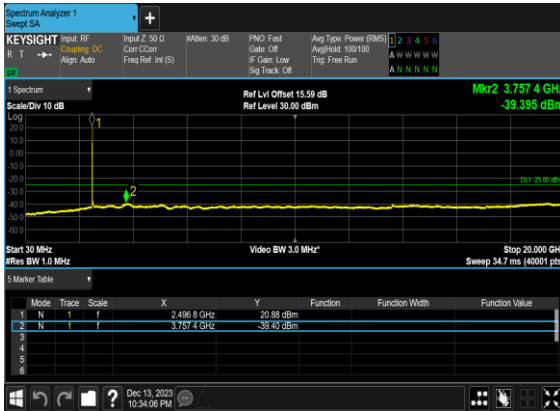 Spectrum Analyzer 1
Swept SA
+
KEYSIGHT
R T
LXI
Input: RF
Coupling: DC
Align: Auto
Input Z: 50 Ω
Corr CCorr
Freq Ref: Int (S)
#Atten: 30 dB
PNO: Fast
Gate: Off
IF Gain: Low
Sig Track: Off
Avg Type: Power (RMS)
Avg|Hold: 100/100
Trig: Free Run
1 2 3 4 5 6
A W W W W W
A N N N N N
1 Spectrum
Scale/Div 10 dB
Ref Lvl Offset 15.59 dB
Ref Level 30.00 dBm
Mkr2 3.757 4 GHz
-39.395 dBm
Log
20.0
10.0
0.00
-10.0
-20.0
-30.0
-40.0
-50.0
-60.0
1
2
DL1 -25.00 dBm
Start 30 MHz
#Res BW 1.0 MHz
Video BW 3.0 MHz*
Stop 20.000 GHz
Sweep 34.7 ms (40001 pts)
5 Marker Table
Mode Trace Scale X Y Function Function Width Function Value
1 N 1 f 2.496 8 GHz 20.88 dBm
2 N 1 f 3.757 4 GHz -39.40 dBm
3
4
5
6
?
Dec 13, 2023
10:34:06 PM